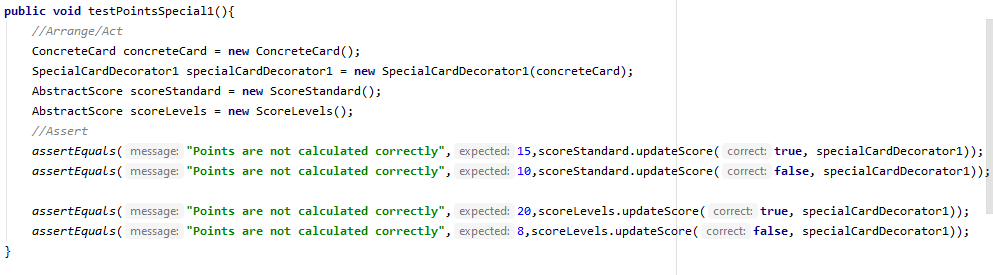 public void testPointsSpecial1(){
//Arrange/Act
ConcreteCard concreteCard = new ConcreteCard();
SpecialCardDecorator1 specialCardDecorator1 = new SpecialCardDecorator1(concreteCard);
AbstractScore scoreStandard = new ScoreStandard();
AbstractScore scoreLevels = new ScoreLevels();
//Assert
assertEquals( message: "Points are not calculated correctly", expected: 15,scoreStandard.updateScore( correct: true, specialCardDecorator1));
assertEquals( message: "Points are not calculated correctly", expected: 10,scoreStandard.updateScore( correct: false, specialCardDecorator1));
assertEquals( message: "Points are not calculated correctly", expected: 20,scoreLevels.updateScore( correct: true, specialCardDecorator1));
assertEquals( message: "Points are not calculated correctly", expected: 8,scoreLevels.updateScore( correct: false, specialCardDecorator1));
}